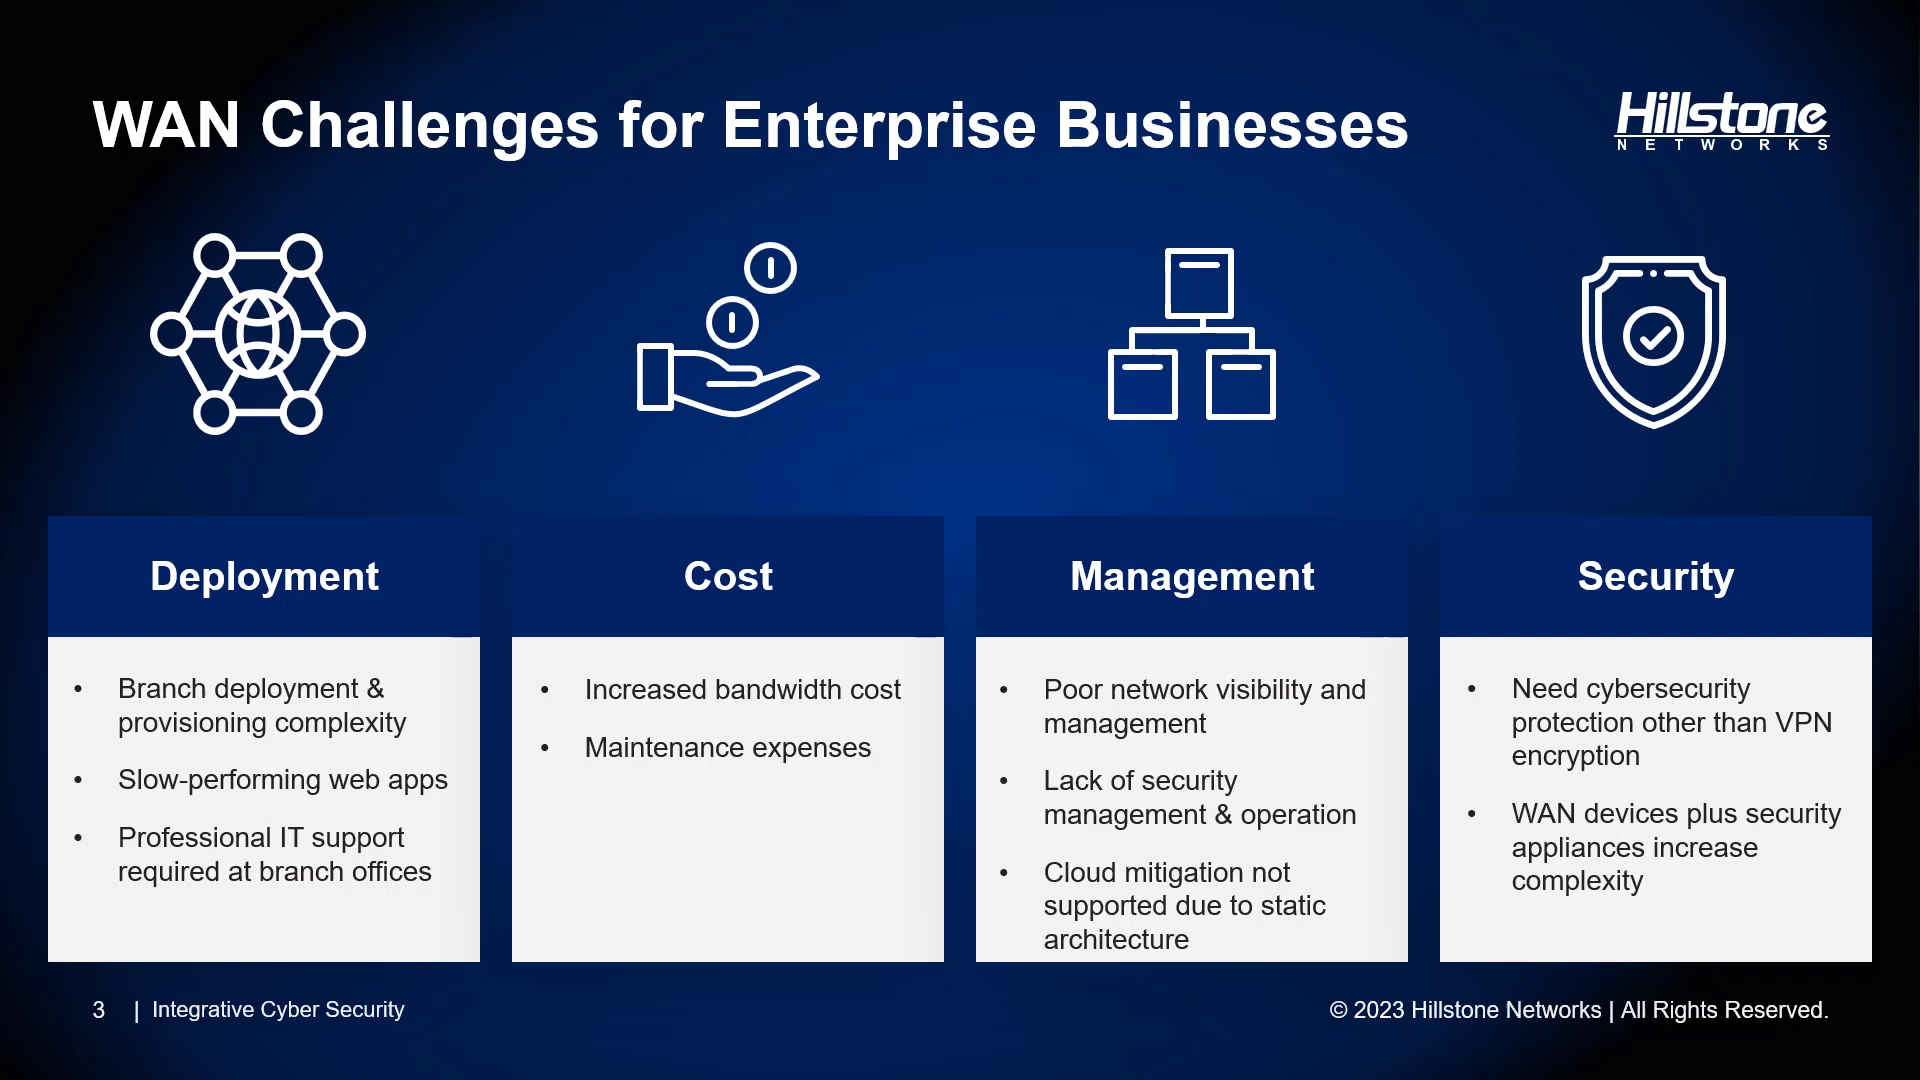 WAN Challenges for Enterprise Businesses
Hillstone
NETWORKS
Deployment
• Branch deployment &
provisioning complexity
• Slow-performing web apps
• Professional IT support
required at branch offices
Cost
• Increased bandwidth cost
• Maintenance expenses
Management
• Poor network visibility and
management
• Lack of security
management & operation
• Cloud mitigation not
supported due to static
architecture
Security
• Need cybersecurity
protection other than VPN
encryption
• WAN devices plus security
appliances increase
complexity
3 | Integrative Cyber Security
© 2023 Hillstone Networks | All Rights Reserved.